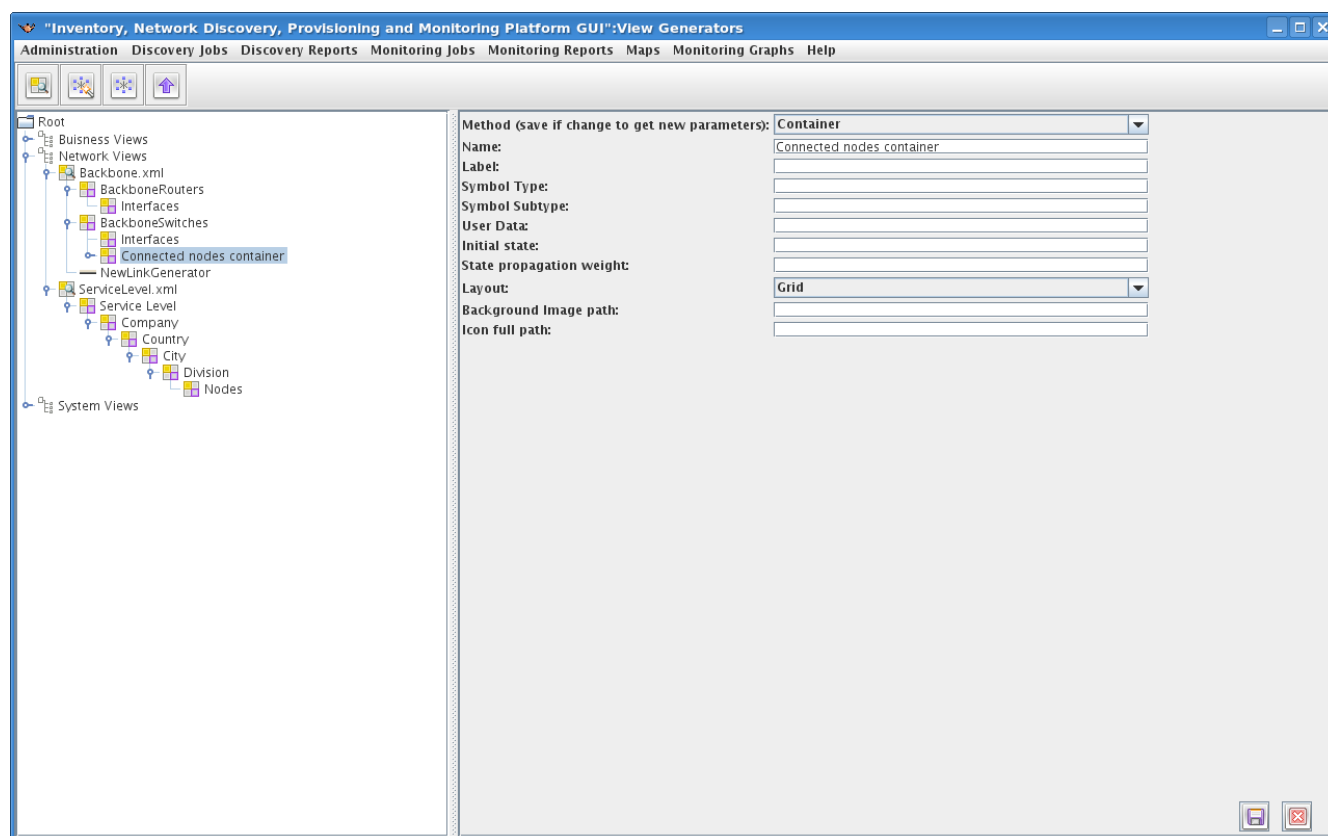 "Inventory, Network Discovery, Provisioning and Monitoring Platform GUI":View Generators
Administration Discovery Jobs Discovery Reports Monitoring Jobs Monitoring Reports Maps Monitoring Graphs Help
Root
Buisness Views
Network Views
Backbone.xml
BackboneRouters
Interfaces
BackboneSwitches
Interfaces
Connected nodes container
NewLinkGenerator
ServiceLevel.xml
Service Level
Company
Country
City
Division
Nodes
System Views
Method (save if change to get new parameters): Container
Name: Connected nodes container
Label:
Symbol Type:
Symbol Subtype:
User Data:
Initial state:
State propagation weight:
Layout: Grid
Background Image path:
Icon full path: